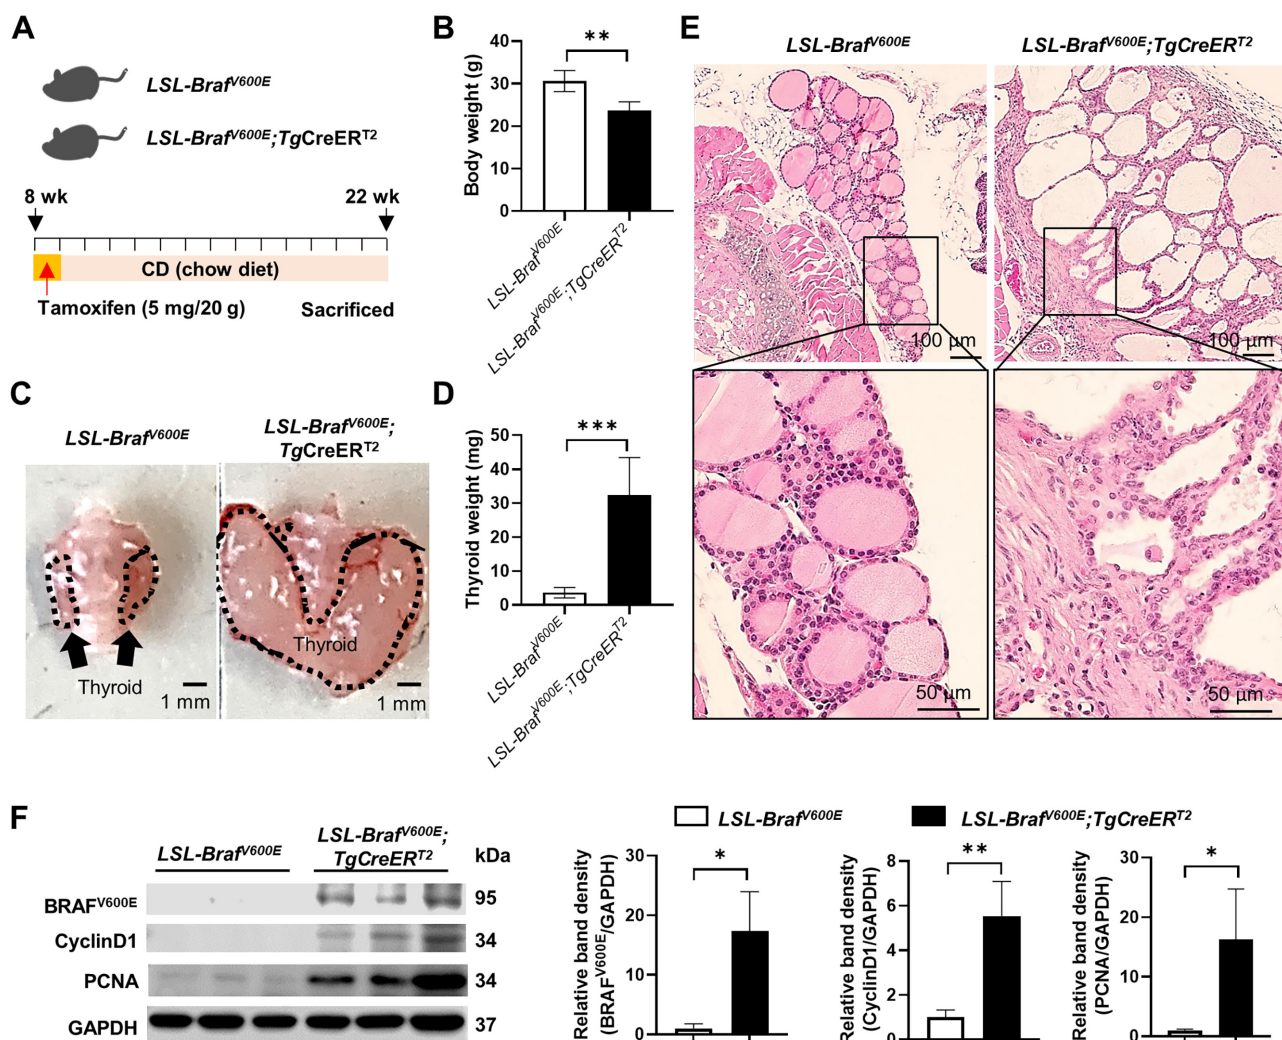 A
LSL-Braf^V600E
LSL-Braf^V600E;TgCreER^T2
8 wk
22 wk
CD (chow diet)
Tamoxifen (5 mg/20 g)
Sacrificed
B
Body weight (g)
40
30
20
10
0
**
LSL-Braf^V600E
LSL-Braf^V600E;TgCreER^T2
C
LSL-Braf^V600E
LSL-Braf^V600E;
TgCreER^T2
Thyroid
1 mm
Thyroid
1 mm
D
Thyroid weight (mg)
50
40
30
20
10
0
***
LSL-Braf^V600E
LSL-Braf^V600E;TgCreER^T2
E
LSL-Braf^V600E
LSL-Braf^V600E;TgCreER^T2
100 μm
100 μm
50 μm
50 μm
F
LSL-Braf^V600E
LSL-Braf^V600E;
TgCreER^T2
kDa
BRAF^V600E
95
CyclinD1
34
PCNA
34
GAPDH
37
LSL-Braf^V600E
LSL-Braf^V600E;TgCreER^T2
Relative band density
(BRAF^V600E/GAPDH)
30
20
10
0
*
Relative band density
(CyclinD1/GAPDH)
8
6
4
2
0
**
Relative band density
(PCNA/GAPDH)
30
20
10
0
*